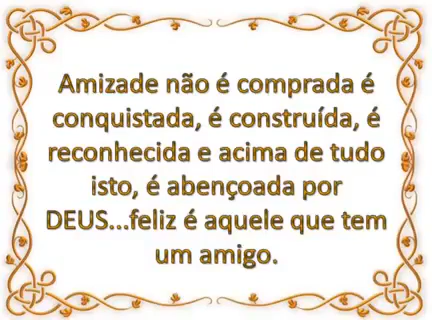 Amizade não é comprada é
conquistada, é construída, é
reconhecida e acima de tudo
isto, é abençoada por
DEUS...feliz é aquele que tem
um amigo.